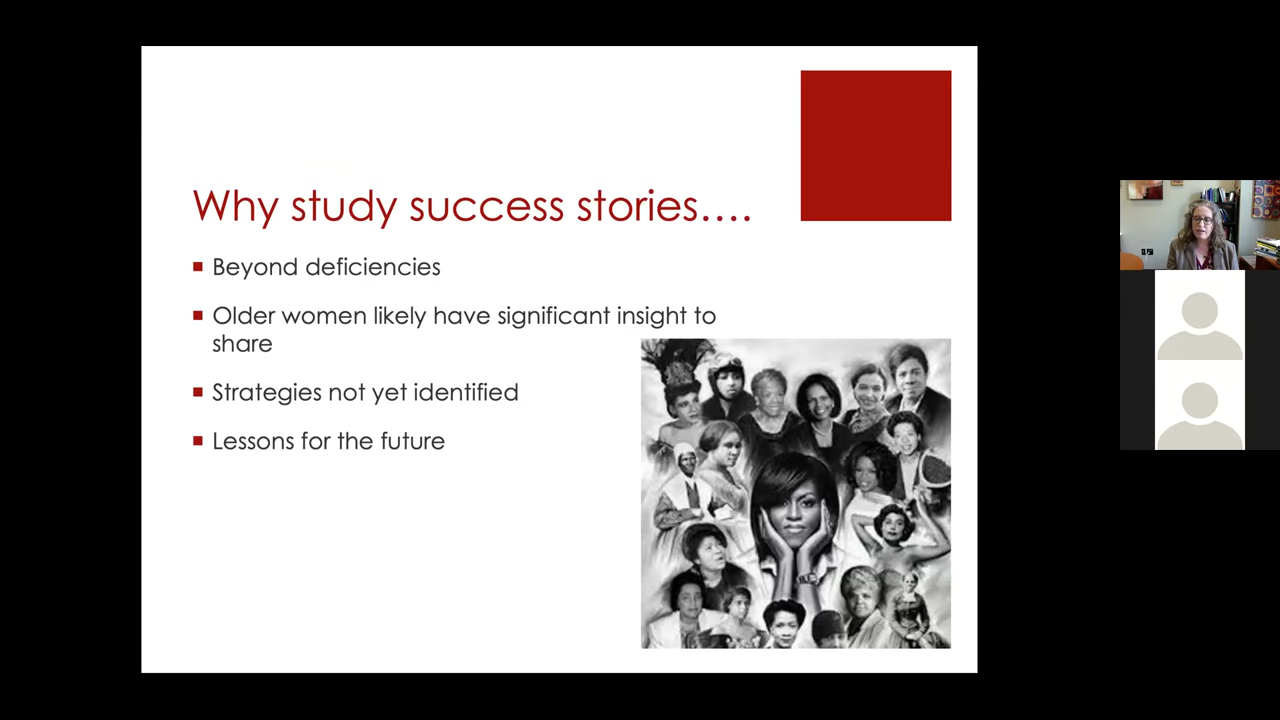 Why study success stories....
Beyond deficiencies
Older women likely have significant insight to
share
Strategies not yet identified
Lessons for the future